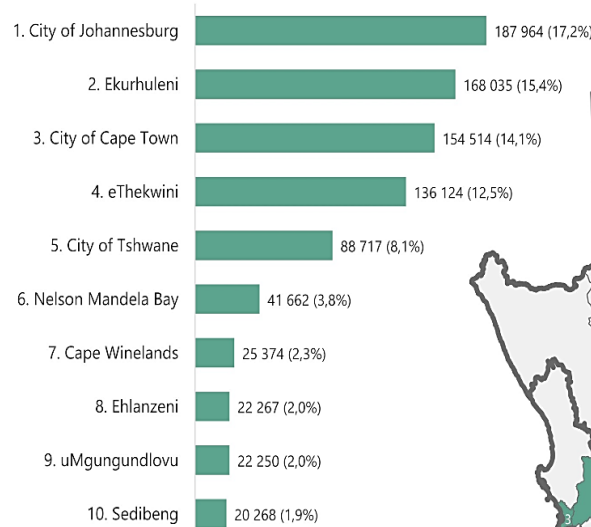 1. City of Johannesburg 187 964 (17,2%)
2. Ekurhuleni 168 035 (15,4%)
3. City of Cape Town 154 514 (14,1%)
4. eThekwini 136 124 (12,5%)
5. City of Tshwane 88 717 (8,1%)
6. Nelson Mandela Bay 41 662 (3,8%)
7. Cape Winelands 25 374 (2,3%)
8. Ehlanzeni 22 267 (2,0%)
9. uMgungundlovu 22 250 (2,0%)
10. Sedibeng 20 268 (1,9%)
3